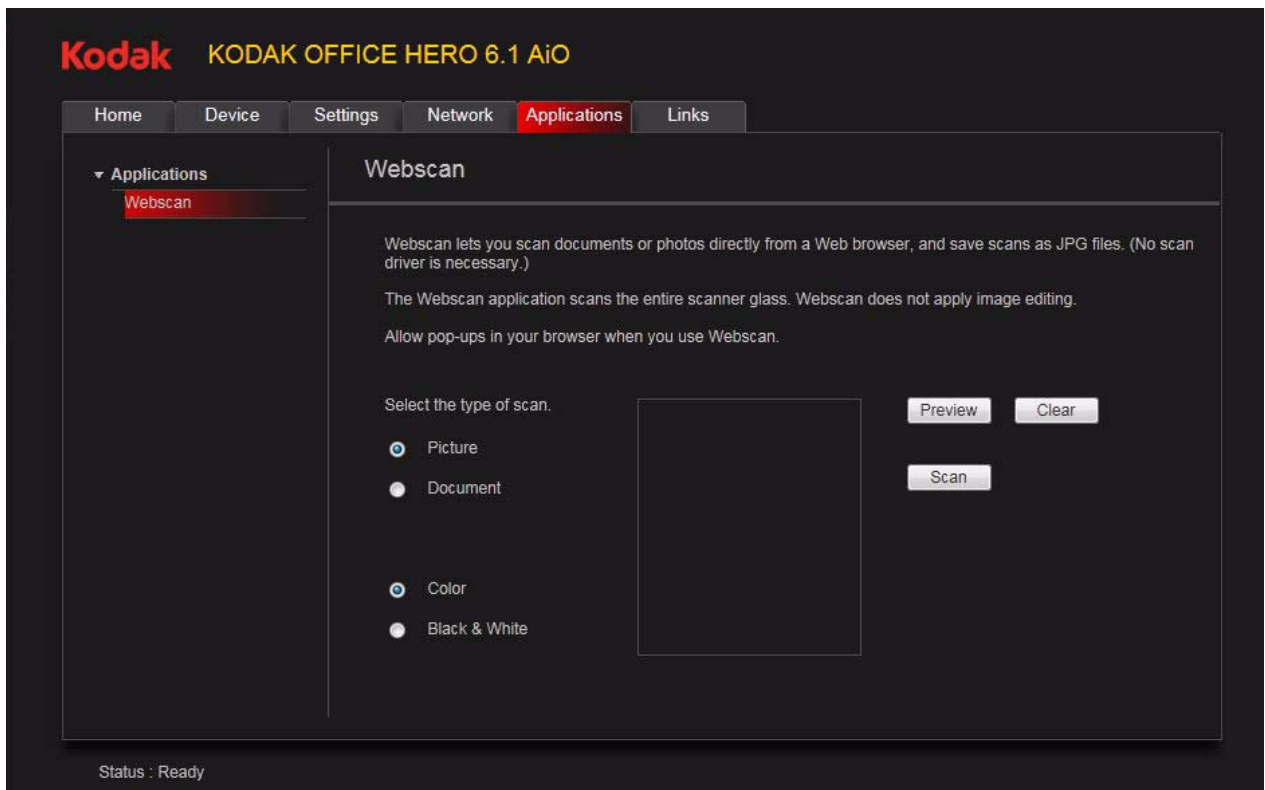 Kodak KODAK OFFICE HERO 6.1 AiO
Home Device Settings Network Applications Links
Applications
Webscan
Webscan
Webscan lets you scan documents or photos directly from a Web browser, and save scans as JPG files. (No scan
driver is necessary.)
The Webscan application scans the entire scanner glass. Webscan does not apply image editing.
Allow pop-ups in your browser when you use Webscan.
Select the type of scan.
Picture
Document
Color
Black & White
Preview Clear
Scan
Status : Ready